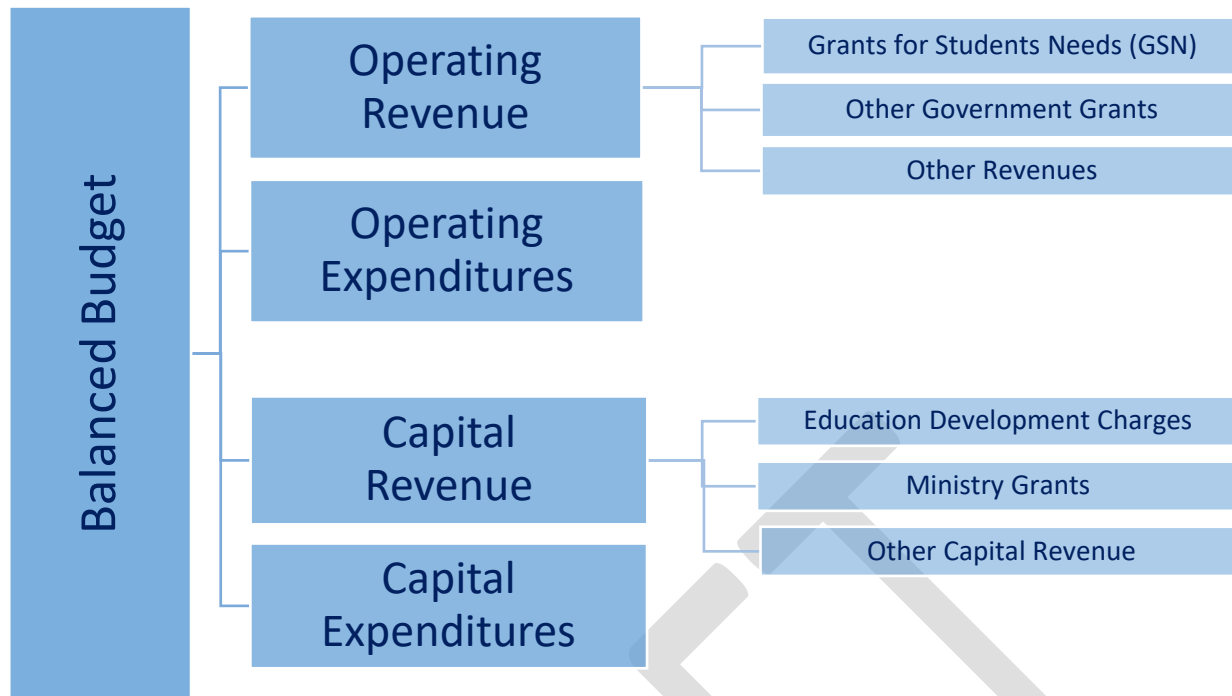 Balanced Budget
Operating
Revenue
Grants for Students Needs (GSN)
Other Government Grants
Other Revenues
Operating
Expenditures
Capital
Revenue
Education Development Charges
Ministry Grants
Other Capital Revenue
Capital
Expenditures